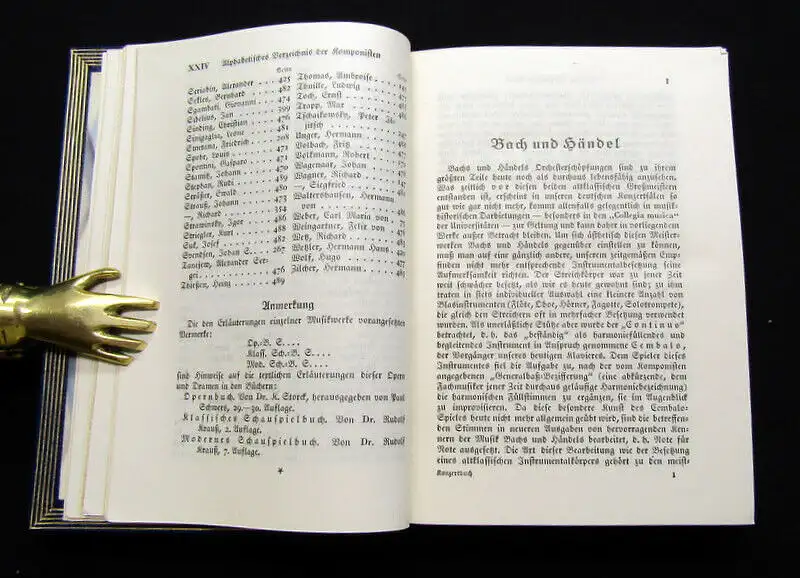 XXIV Alphabetisches Verzeichnis der Komponisten
Seite
Scriabin, Alexander . . . . 425
Sekles, Bernhard . . . . . 482
Sgambati, Giovanni . . . . 474
Sibelius, Jan . . . . . . . 399
Sinding, Christian . . . . . 476
Sinigaglia, Leone . . . . . 481
Smetana, Friedrich . . . . 208
Spohr, Louis . . . . . . . 471
Spontini, Gasparo . . . . . 471
Stamitz, Johann . . . . . . 470
Stephan, Rudi . . . . . . . 489
Sträßer, Ewald . . . . . . 480
Strauß, Johann . . . . . . 473
—, Richard . . . . . . . . 354
Strawinsky, Igor . . . . . . 486
Striegler, Kurt . . . . . . 488
Suk, Josef . . . . . . . . 482
Svendsen, Johan S. . . . . 267
Tanejew, Alexander Ser-
gei . . . . . . . . . . . 476
Thießen, Heinz . . . . . . 489
Seite
Thomas, Ambroise
Thuille, Ludwig
Toch, Ernst
Trapp, Max
Tschaikowsky, Peter
jitsch
Unger, Hermann
Volbach, Fritz
Volkmann, Robert
Wagenaar, Johan
Wagner, Richard
—, Siegfried
Waltershausen, Hermann
von
Weber, Carl Maria von
Weingartner, Felix von
Wetz, Richard
Wetzler, Hermann Hans
Wolf, Hugo
Zilcher, Hermann
Anmerkung
Die den Erläuterungen einzelner Musikwerke vorangesetzten
Vermerke:
Op.-B. S. . . .
Klass. Sch.-B. S. . . .
Mod. Sch.-B. S. . . .
sind Hinweise auf die textlichen Erläuterungen dieser Opern
und Dramen in den Büchern:
Opernbuch. Von Dr. K. Storck, herausgegeben von Paul
Schwers, 29.—30. Auflage.
Klassisches Schauspielbuch. Von Dr. Rudolf
Krauß, 2. Auflage.
Modernes Schauspielbuch. Von Dr. Rudolf
Krauß, 7. Auflage.
*
1
Bach und Händel
Bachs und Händels Orchesterschöpfungen sind zu ihrem
größten Teile heute noch als durchaus lebensfähig anzusehen.
Was zeitlich vor diesen beiden altklassischen Großmeistern
entstanden ist, erscheint in unseren deutschen Konzertsälen so
gut wie gar nicht mehr, kommt allenfalls gelegentlich in musik-
historischen Darbietungen — besonders in den „Collegia musica“
der Universitäten — zur Geltung und kann daher in vorliegendem
Werke außer Betracht bleiben. Um sich ästhetisch diesen Meister-
werken Bachs und Händels gegenüber einstellen zu können,
muß man auf eine gänzlich andere, unserem zeitgemäßen Emp-
finden nicht mehr entsprechende Instrumentalbesetzung seine
Aufmerksamkeit richten. Der Streichkörper war zu jener Zeit weit
schwächer besetzt, als wir es heute gewohnt sind; zu ihm
traten in stets individueller Auswahl eine kleinere Anzahl von
Blasinstrumenten (Flöte, Oboe, Hörner, Fagotte, Solotrompete),
die gleich den Streichern oft in mehrfacher Besetzung verwendet
wurden. Als unerläßliche Stütze aber wurde der „Continuo“
betrachtet, d. h. das „beständig“ als harmoniefüllendes und
begleitendes Instrument in Anspruch genommene Cembalo,
der Vorgänger unseres heutigen Klavieres. Dem Spieler dieses
Instrumentes fiel die Aufgabe zu, nach der vom Komponisten
angegebenen „Generalbaß-Bezifferung“ (eine abkürzende, dem
Fachmusiker jener Zeit durchaus geläufige Harmoniebezeichnung)
die harmonischen Füllstimmen zu ergänzen, sie im Augenblick
zu improvisieren. Da diese besondere Kunst des Cembalo-
Spieles heute nicht mehr allgemein geübt wird, sind die betreffen-
den Stimmen in neueren Ausgaben von hervorragenden Ken-
nern der Musik Bachs und Händels bearbeitet, d. h. Note für
Note ausgesetzt. Die Art dieser Bearbeitung wie der Besetzung
eines altklassischen Instrumentalkörpers gehört zu den meist-
Konzertbuch 1